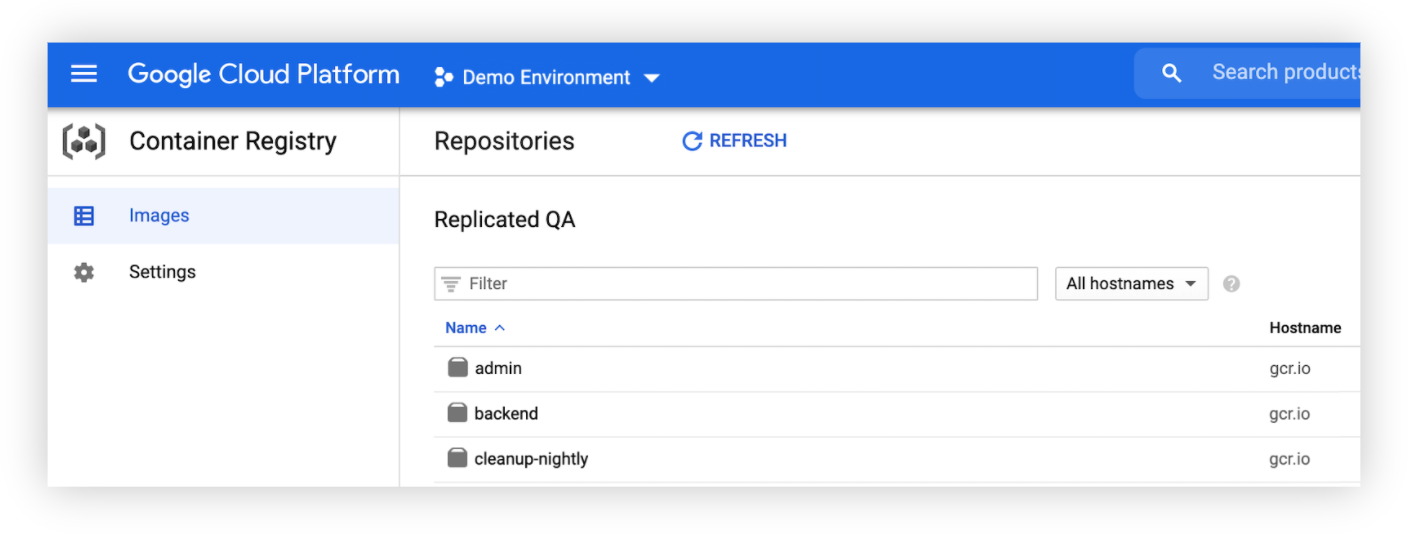 Google Cloud Platform Demo Environment Search products
Container Registry Repositories REFRESH
Images
Settings
Replicated QA
Filter All hostnames ?
Name Hostname
admin gcr.io
backend gcr.io
cleanup-nightly gcr.io